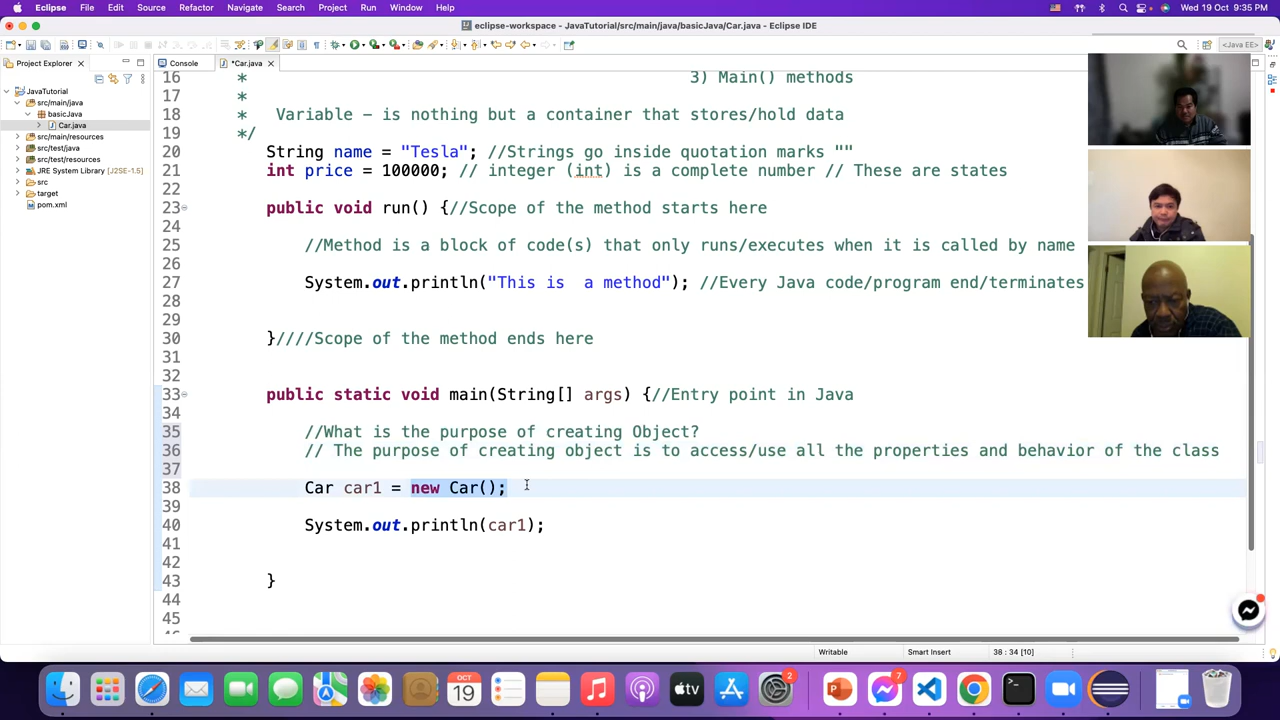 Eclipse File Edit Source Refactor Navigate Search Project Run Window Help Wed 19 Oct 9:35 PM
eclipse-workspace - JavaTutorial/src/main/java/basicJava/Car.java - Eclipse IDE
<Java EE>
Project Explorer
Console
*Car.java
JavaTutorial
src/main/java
basicJava
Car.java
src/main/resources
src/test/java
src/test/resources
JRE System Library [J2SE-1.5]
src
target
pom.xml
16 * 3) Main() methods
17 *
18 * Variable – is nothing but a container that stores/hold data
19 */
20 String name = "Tesla"; //Strings go inside quotation marks ""
21 int price = 100000; // integer (int) is a complete number // These are states
22
23 public void run() {//Scope of the method starts here
24
25 //Method is a block of code(s) that only runs/executes when it is called by name
26
27 System.out.println("This is  a method"); //Every Java code/program end/terminates
28
29
30 }////Scope of the method ends here
31
32
33 public static void main(String[] args) {//Entry point in Java
34
35 //What is the purpose of creating Object?
36 // The purpose of creating object is to access/use all the properties and behavior of the class
37
38 Car car1 = new Car();
39
40 System.out.println(car1);
41
42
43 }
44
45
Writable Smart Insert 38 : 34 [10]
OCT
19
2
7